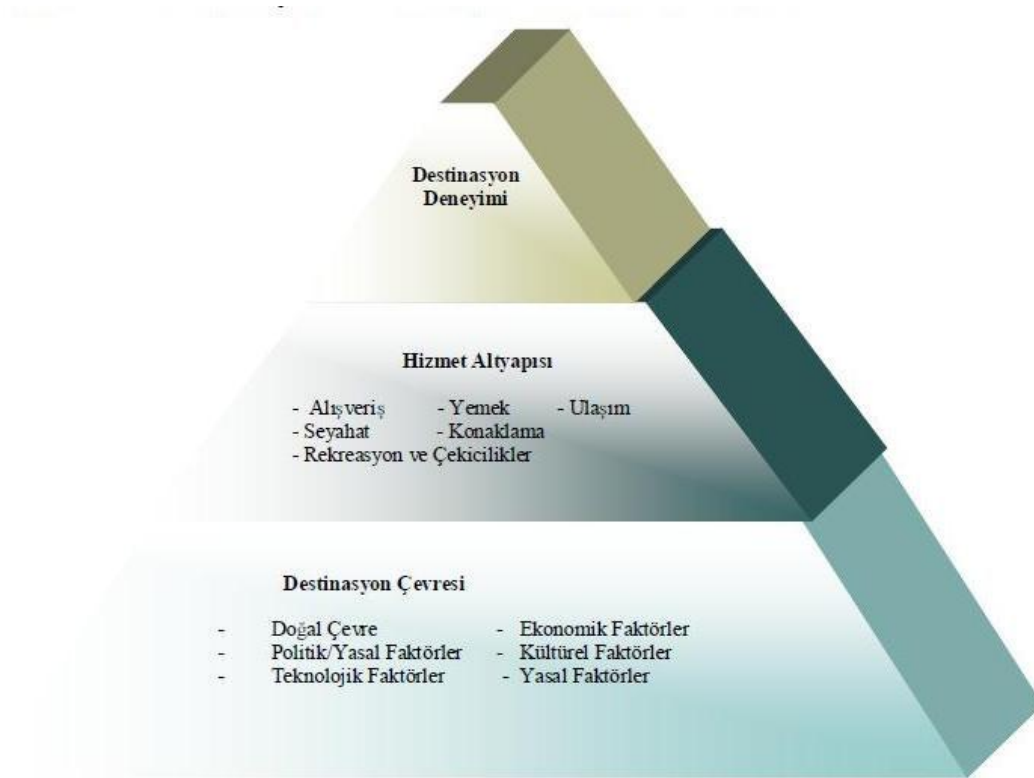 Destinasyon
Deneyimi
Hizmet Altyapısı
- Alışveriş - Yemek - Ulaşım
- Seyahat - Konaklama
- Rekreasyon ve Çekicilikler
Destinasyon Çevresi
- Doğal Çevre - Ekonomik Faktörler
- Politik/Yasal Faktörler - Kültürel Faktörler
- Teknolojik Faktörler - Yasal Faktörler